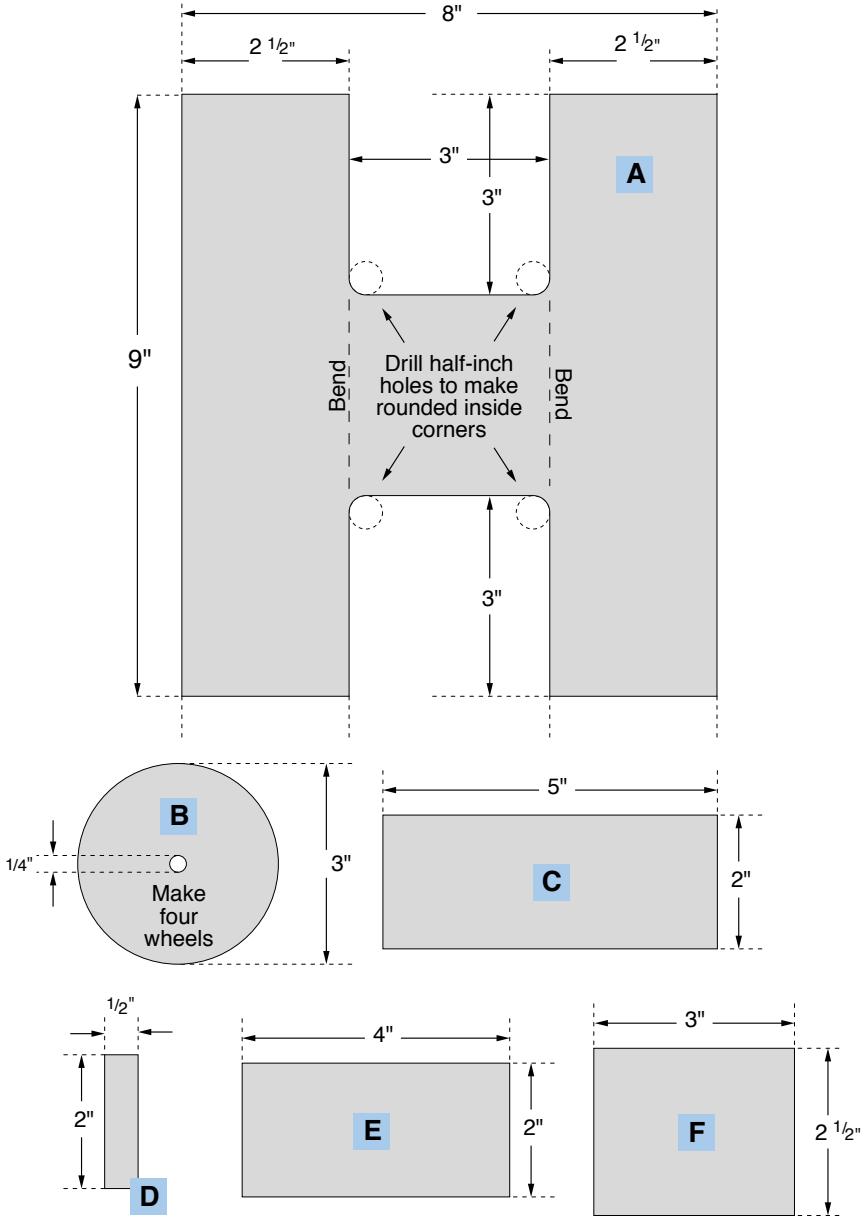 8"
2 1/2"
2 1/2"
3"
A
3"
9"
Bend
Drill half-inch
holes to make
rounded inside
corners
Bend
3"
5"
B
1/4"
3"
C
2"
Make
four
wheels
1/2"
4"
3"
2"
E
2"
F
2 1/2"
D